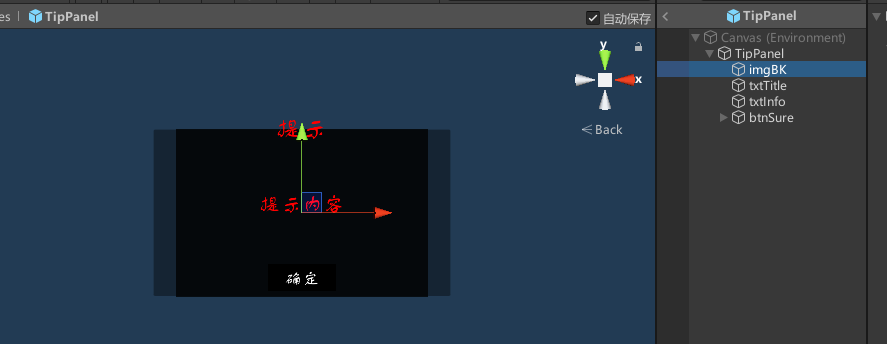 es | TipPanel
自动保存
TipPanel
Canvas (Environment)
TipPanel
imgBK
txtTitle
txtInfo
btnSure
y
x
< Back
提示
提示内容
确定